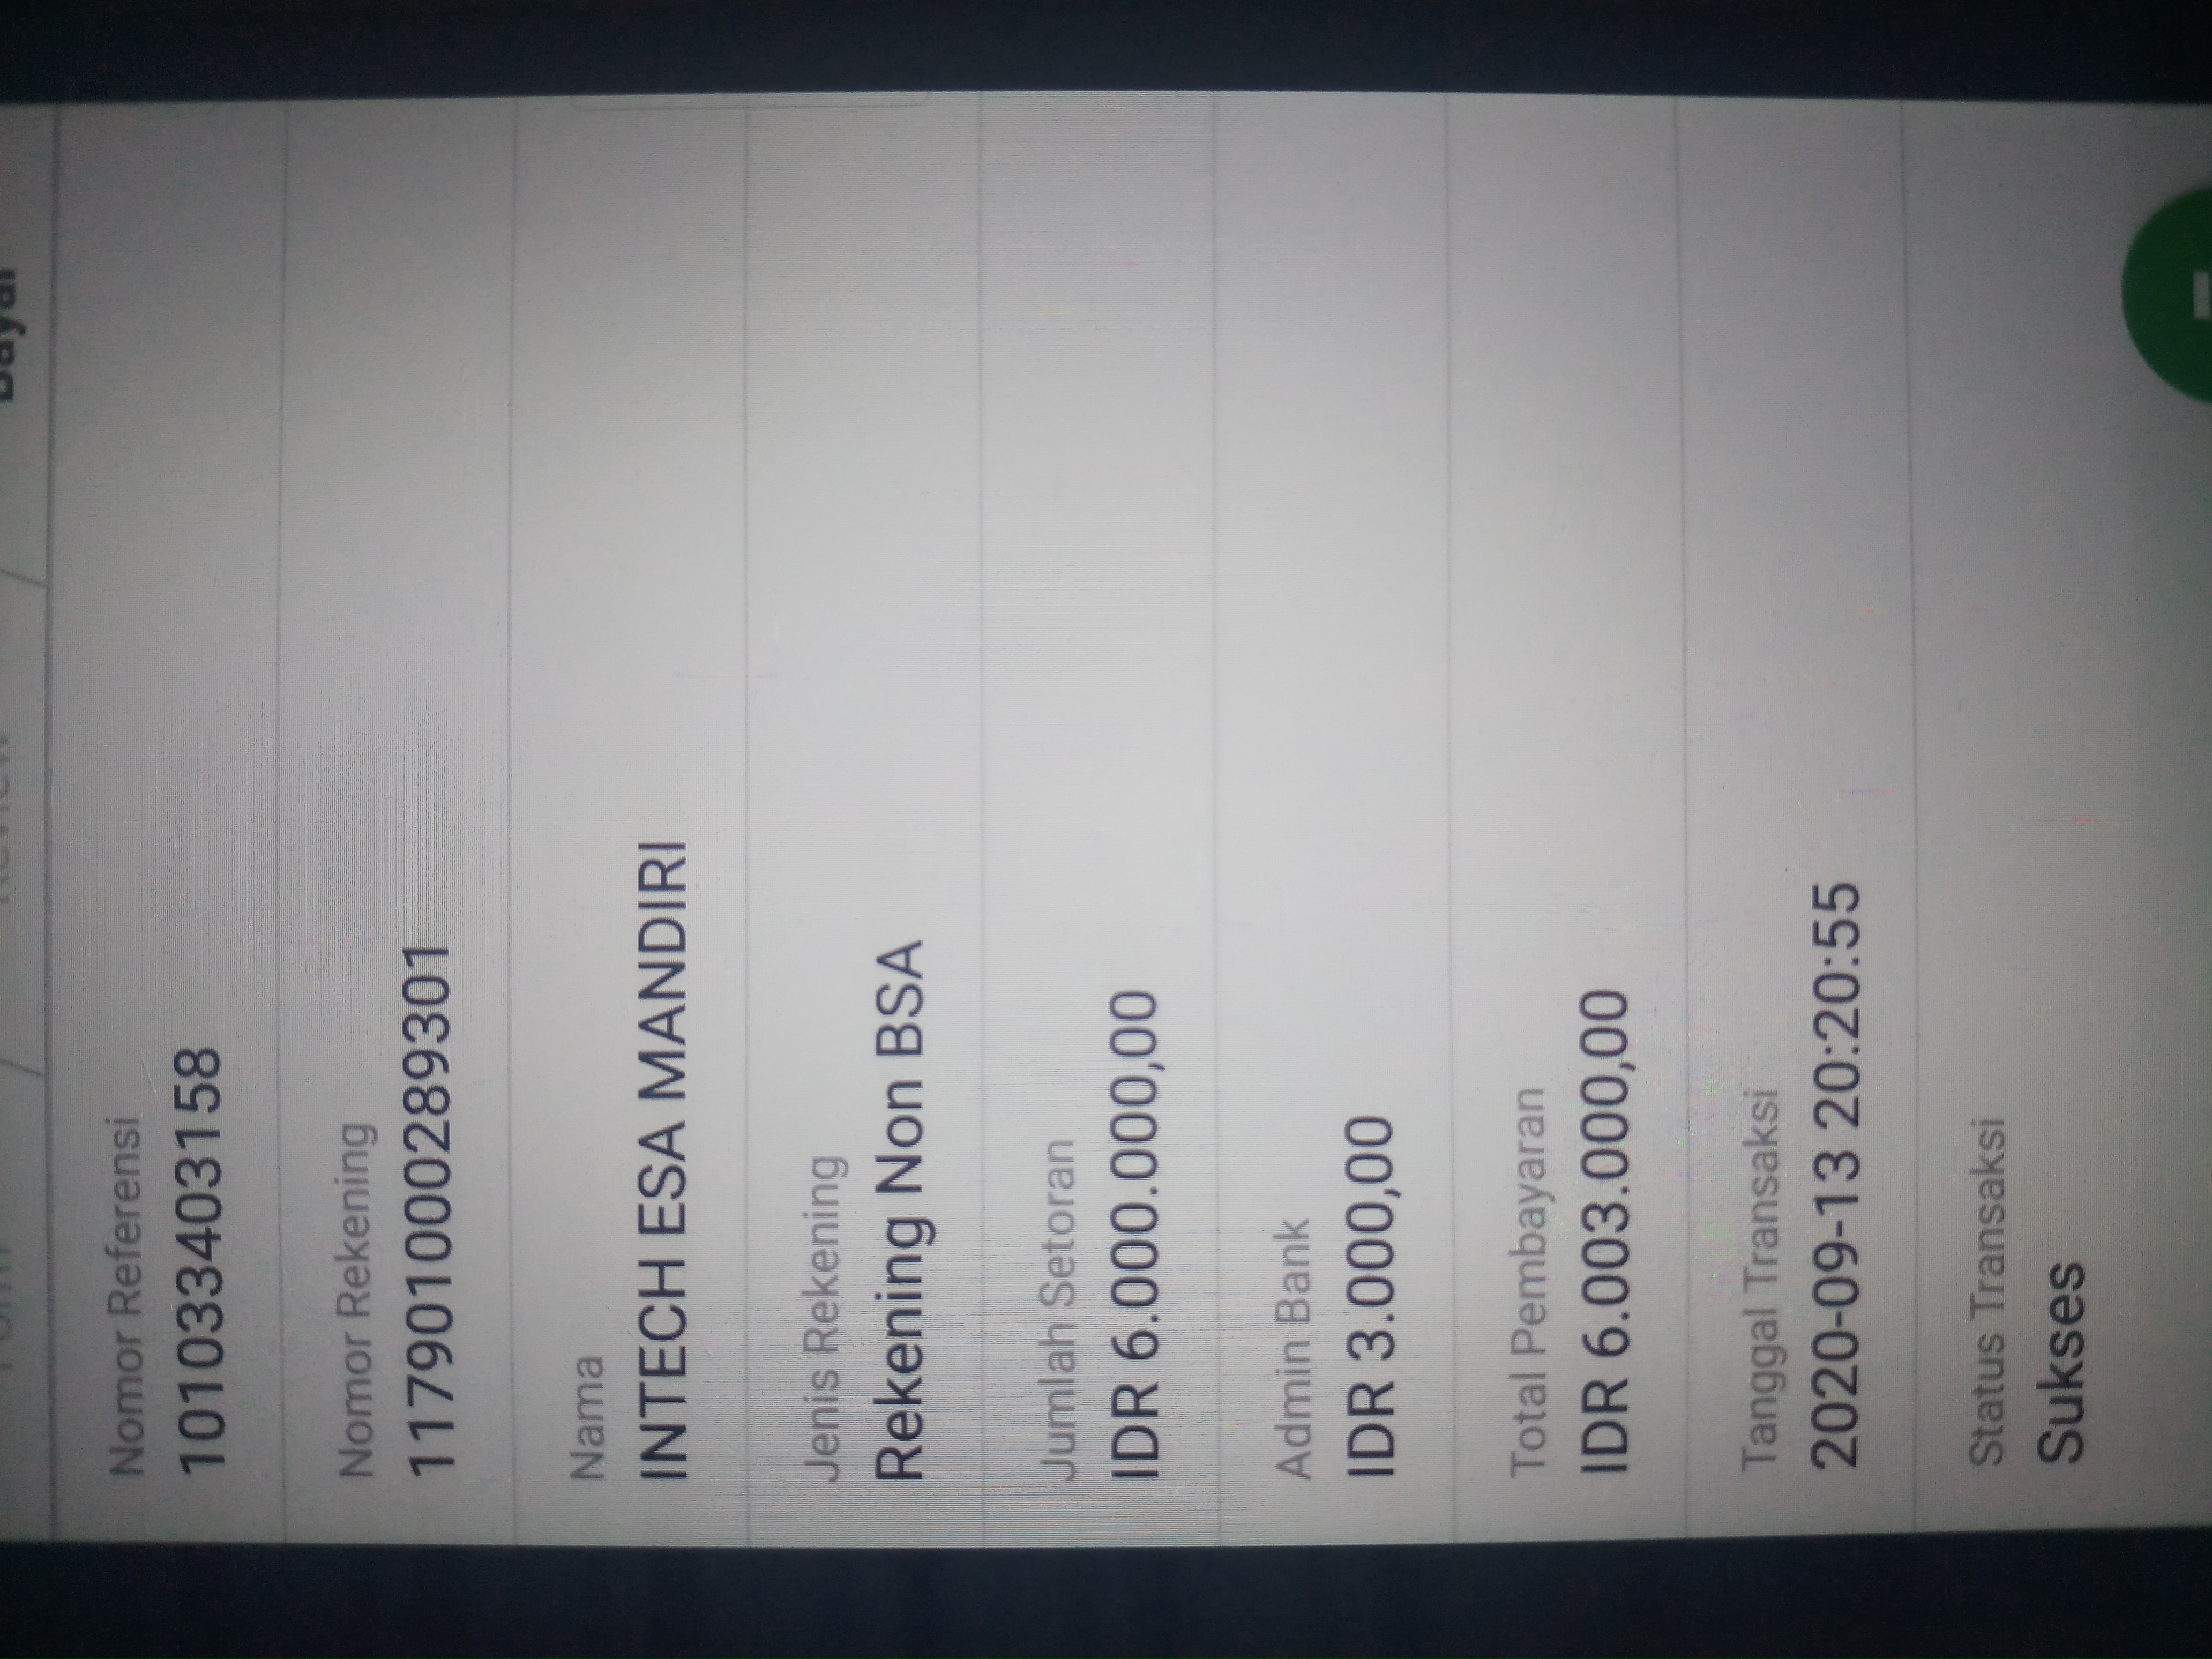 Form Review Bayar
Nomor Referensi
101033403158
Nomor Rekening
117901000289301
Nama
INTECH ESA MANDIRI
Jenis Rekening
Rekening Non BSA
Jumlah Setoran
IDR 6.000.000,00
Admin Bank
IDR 3.000,00
Total Pembayaran
IDR 6.003.000,00
Tanggal Transaksi
2020-09-13 20:20:55
Status Transaksi
Sukses